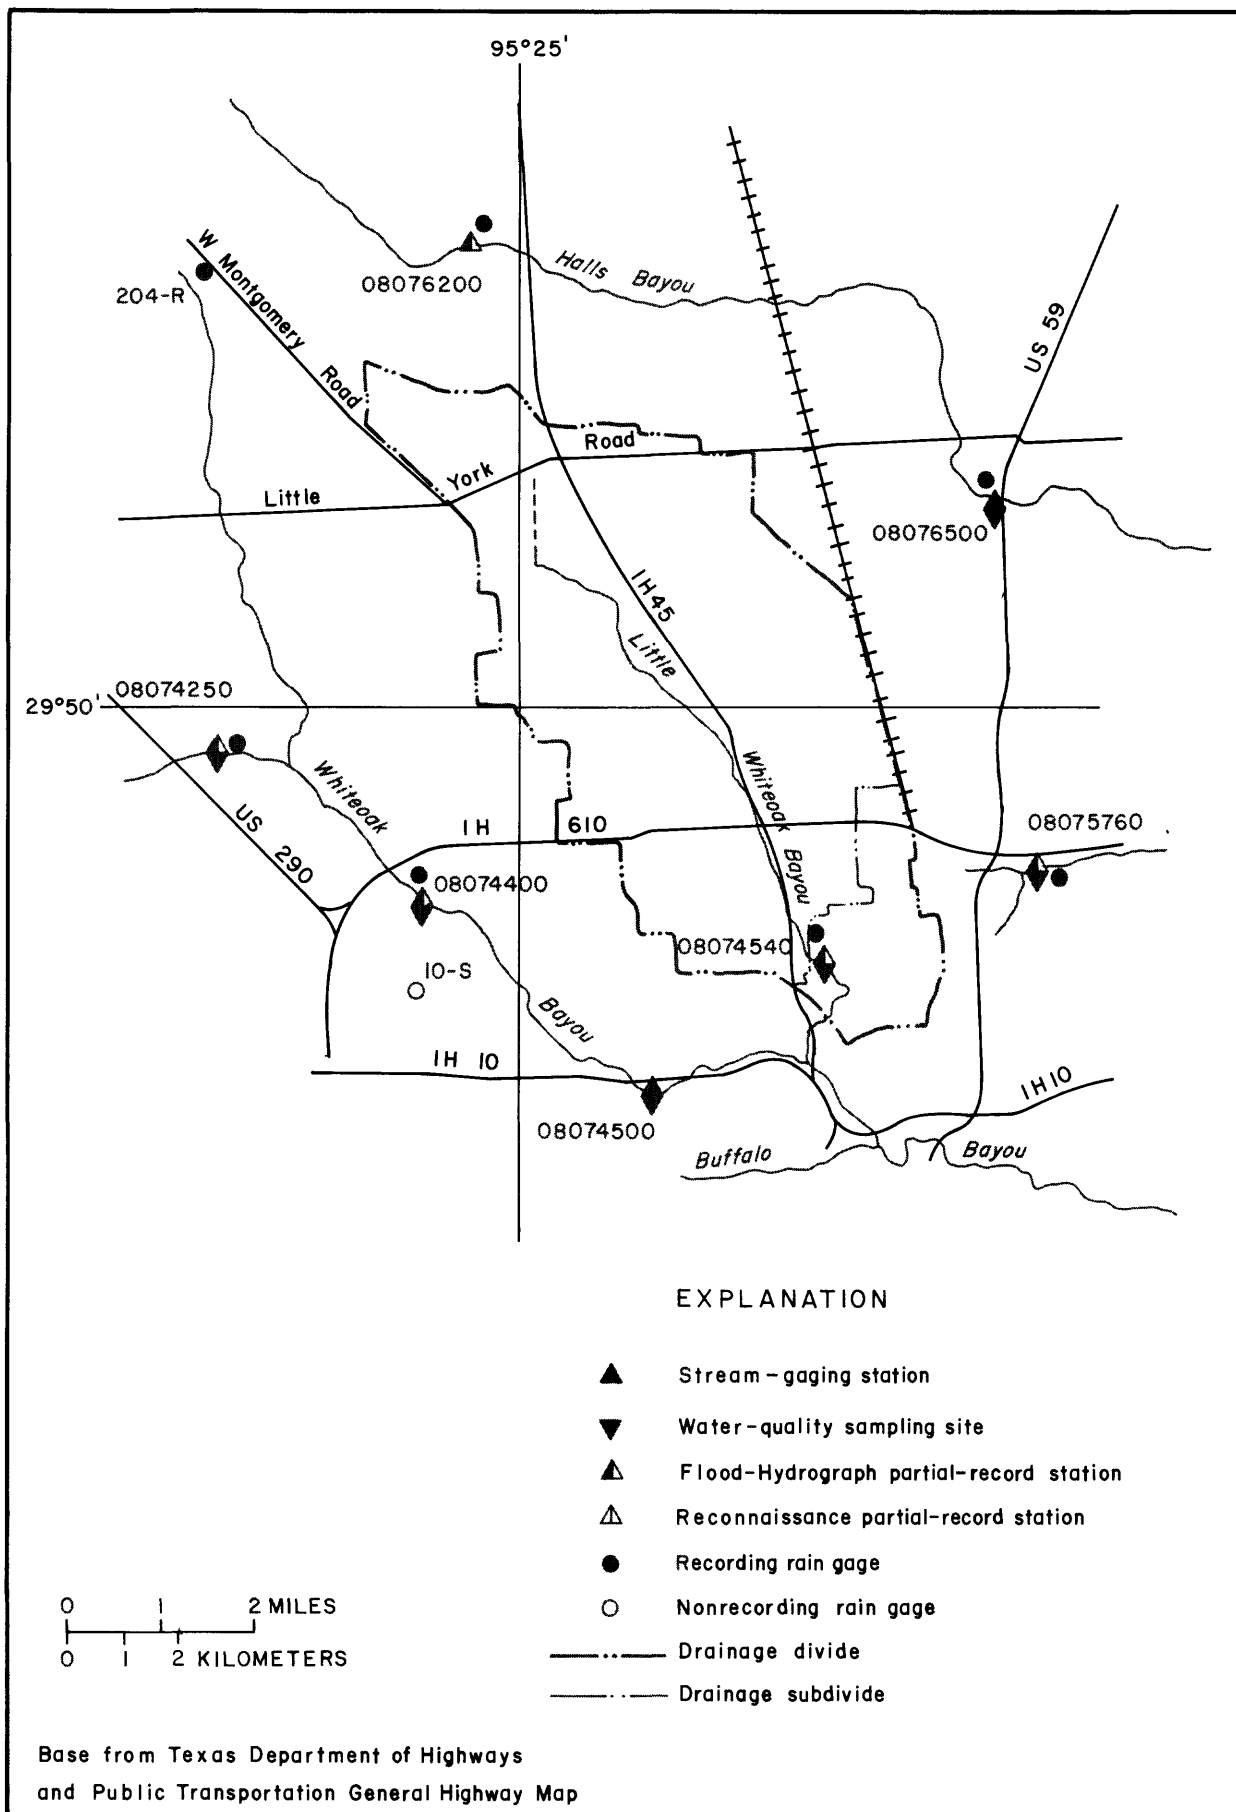 95°25'
W Montgomery Road
204-R
08076200
Halls Bayou
US 59
Little York Road
08076500
IH45
Little Whiteoak Bayou
08074250
29°50'
Whiteoak Bayou
US 290
IH 610
08075760
08074400
08074540
10-S
IH 10
IH10
08074500
Buffalo Bayou
EXPLANATION
Stream-gaging station
Water-quality sampling site
Flood-Hydrograph partial-record station
Reconnaissance partial-record station
Recording rain gage
Nonrecording rain gage
Drainage divide
Drainage subdivide
0 1 2 MILES
0 1 2 KILOMETERS
Base from Texas Department of Highways
and Public Transportation General Highway Map